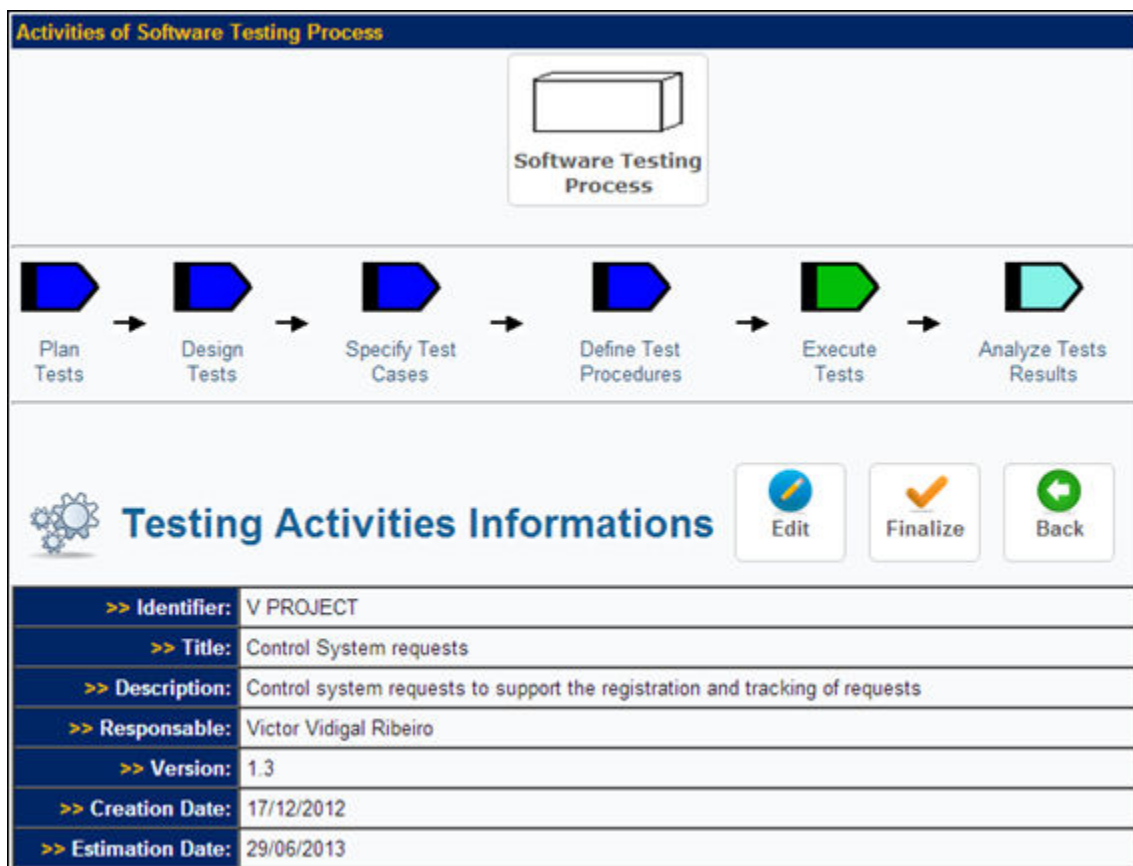 Activities of Software Testing Process
Software Testing
Process
Plan
Tests
Design
Tests
Specify Test
Cases
Define Test
Procedures
Execute
Tests
Analyze Tests
Results
Testing Activities Informations
Edit
Finalize
Back
>> Identifier: V PROJECT
>> Title: Control System requests
>> Description: Control system requests to support the registration and tracking of requests
>> Responsable: Victor Vidigal Ribeiro
>> Version: 1.3
>> Creation Date: 17/12/2012
>> Estimation Date: 29/06/2013